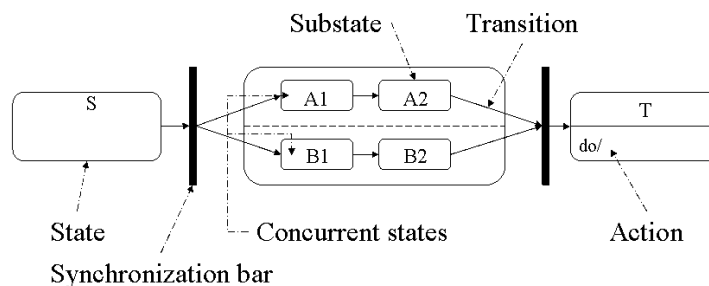 Substate
Transition
S
A1
A2
T
B1
B2
do/
State
Concurrent states
Action
Synchronization bar